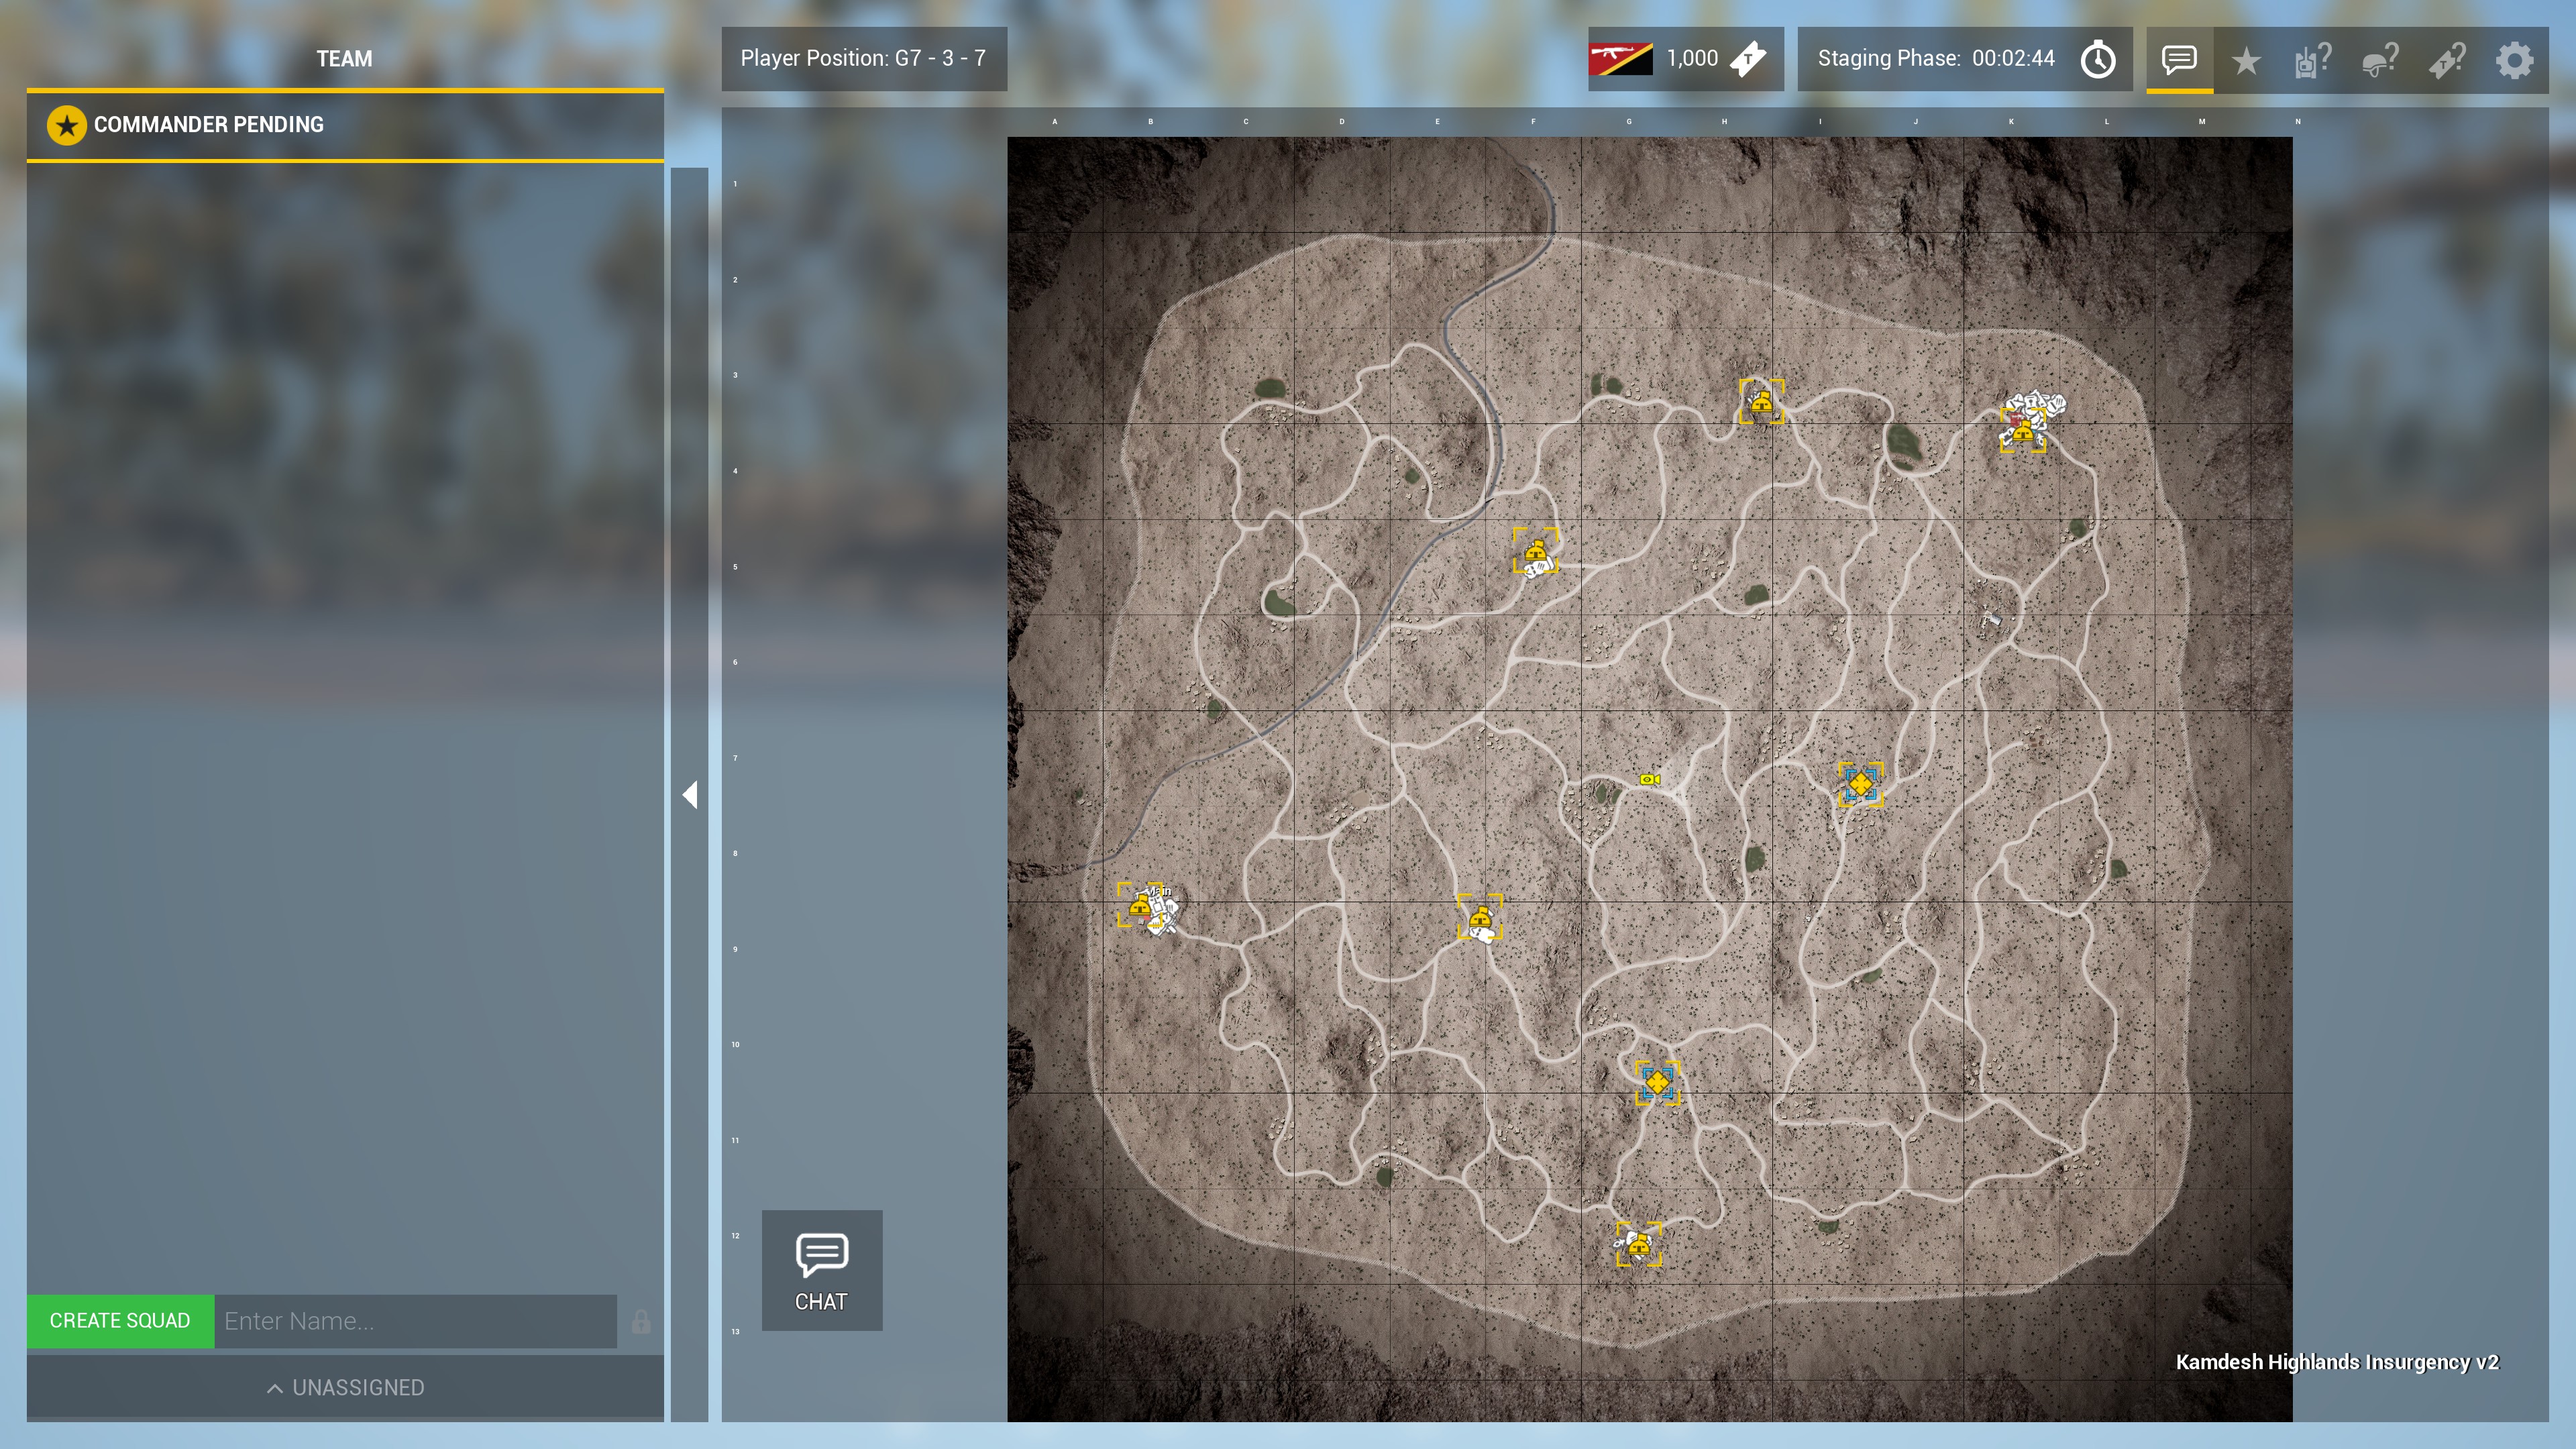 TEAM
Player Position: G7 - 3 - 7
1,000
Staging Phase: 00:02:44
COMMANDER PENDING
A B C D E F G H I J K L M N
1
2
3
4
5
6
7
8
Main
9
10
11
12
13
CHAT
CREATE SQUAD
Enter Name...
Kamdesh Highlands Insurgency v2
UNASSIGNED